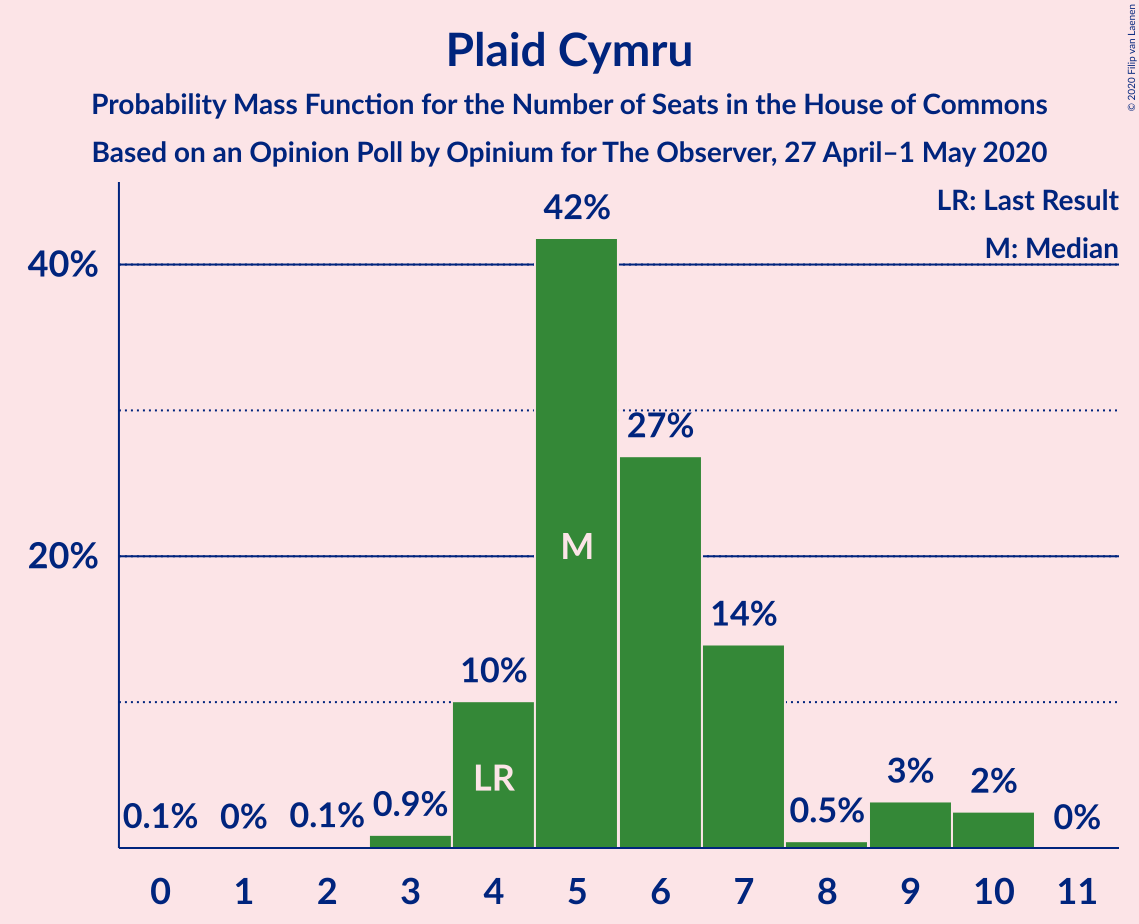 Plaid Cymru
Probability Mass Function for the Number of Seats in the House of Commons
Based on an Opinion Poll by Opinium for The Observer, 27 April–1 May 2020
© 2020 Filip van Laenen
LR: Last Result
M: Median
40%
20%
0.1%
0%
0.1%
0.9%
10%
42%
27%
14%
0.5%
3%
2%
0%
LR
M
0 1 2 3 4 5 6 7 8 9 10 11